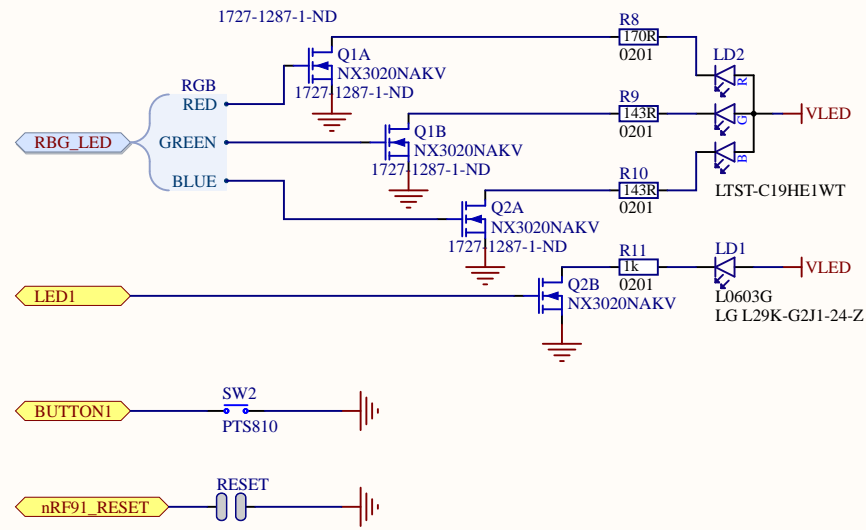 1727-1287-1-ND
R8
170R
0201
Q1A
NX3020NAKV
1727-1287-1-ND
LD2
R
RGB
RED
R9
143R
0201
G
VLED
Q1B
NX3020NAKV
1727-1287-1-ND
RBG_LED
GREEN
B
BLUE
R10
143R
0201
LTST-C19HE1WT
Q2A
NX3020NAKV
1727-1287-1-ND
R11
1k
0201
LD1
VLED
L0603G
LG L29K-G2J1-24-Z
Q2B
NX3020NAKV
LED1
SW2
BUTTON1
PTS810
RESET
nRF91_RESET